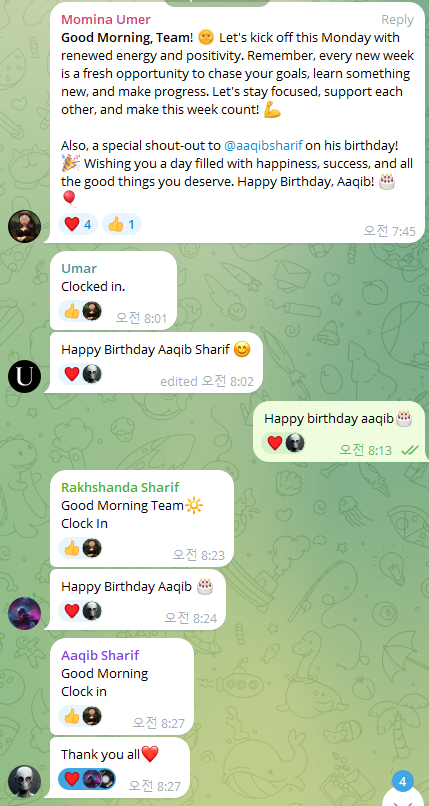 Momina Umer
Reply
Good Morning, Team! 🌞 Let's kick off this Monday with
renewed energy and positivity. Remember, every new week
is a fresh opportunity to chase your goals, learn something
new, and make progress. Let's stay focused, support each
other, and make this week count! 💪
Also, a special shout-out to @aaqibsharif on his birthday!
🎉 Wishing you a day filled with happiness, success, and all
the good things you deserve. Happy Birthday, Aaqib! 🎂
🎈
❤️ 4 👍 1
오전 7:45
Umar
Clocked in.
오전 8:01
Happy Birthday Aaqib Sharif 😊
U
edited 오전 8:02
Happy birthday aaqib🎂
오전 8:13
Rakhshanda Sharif
Good Morning Team🔆
Clock In
오전 8:23
Happy Birthday Aaqib 🎂
오전 8:24
Aaqib Sharif
Good Morning
Clock in
오전 8:27
Thank you all❤️
오전 8:27
4